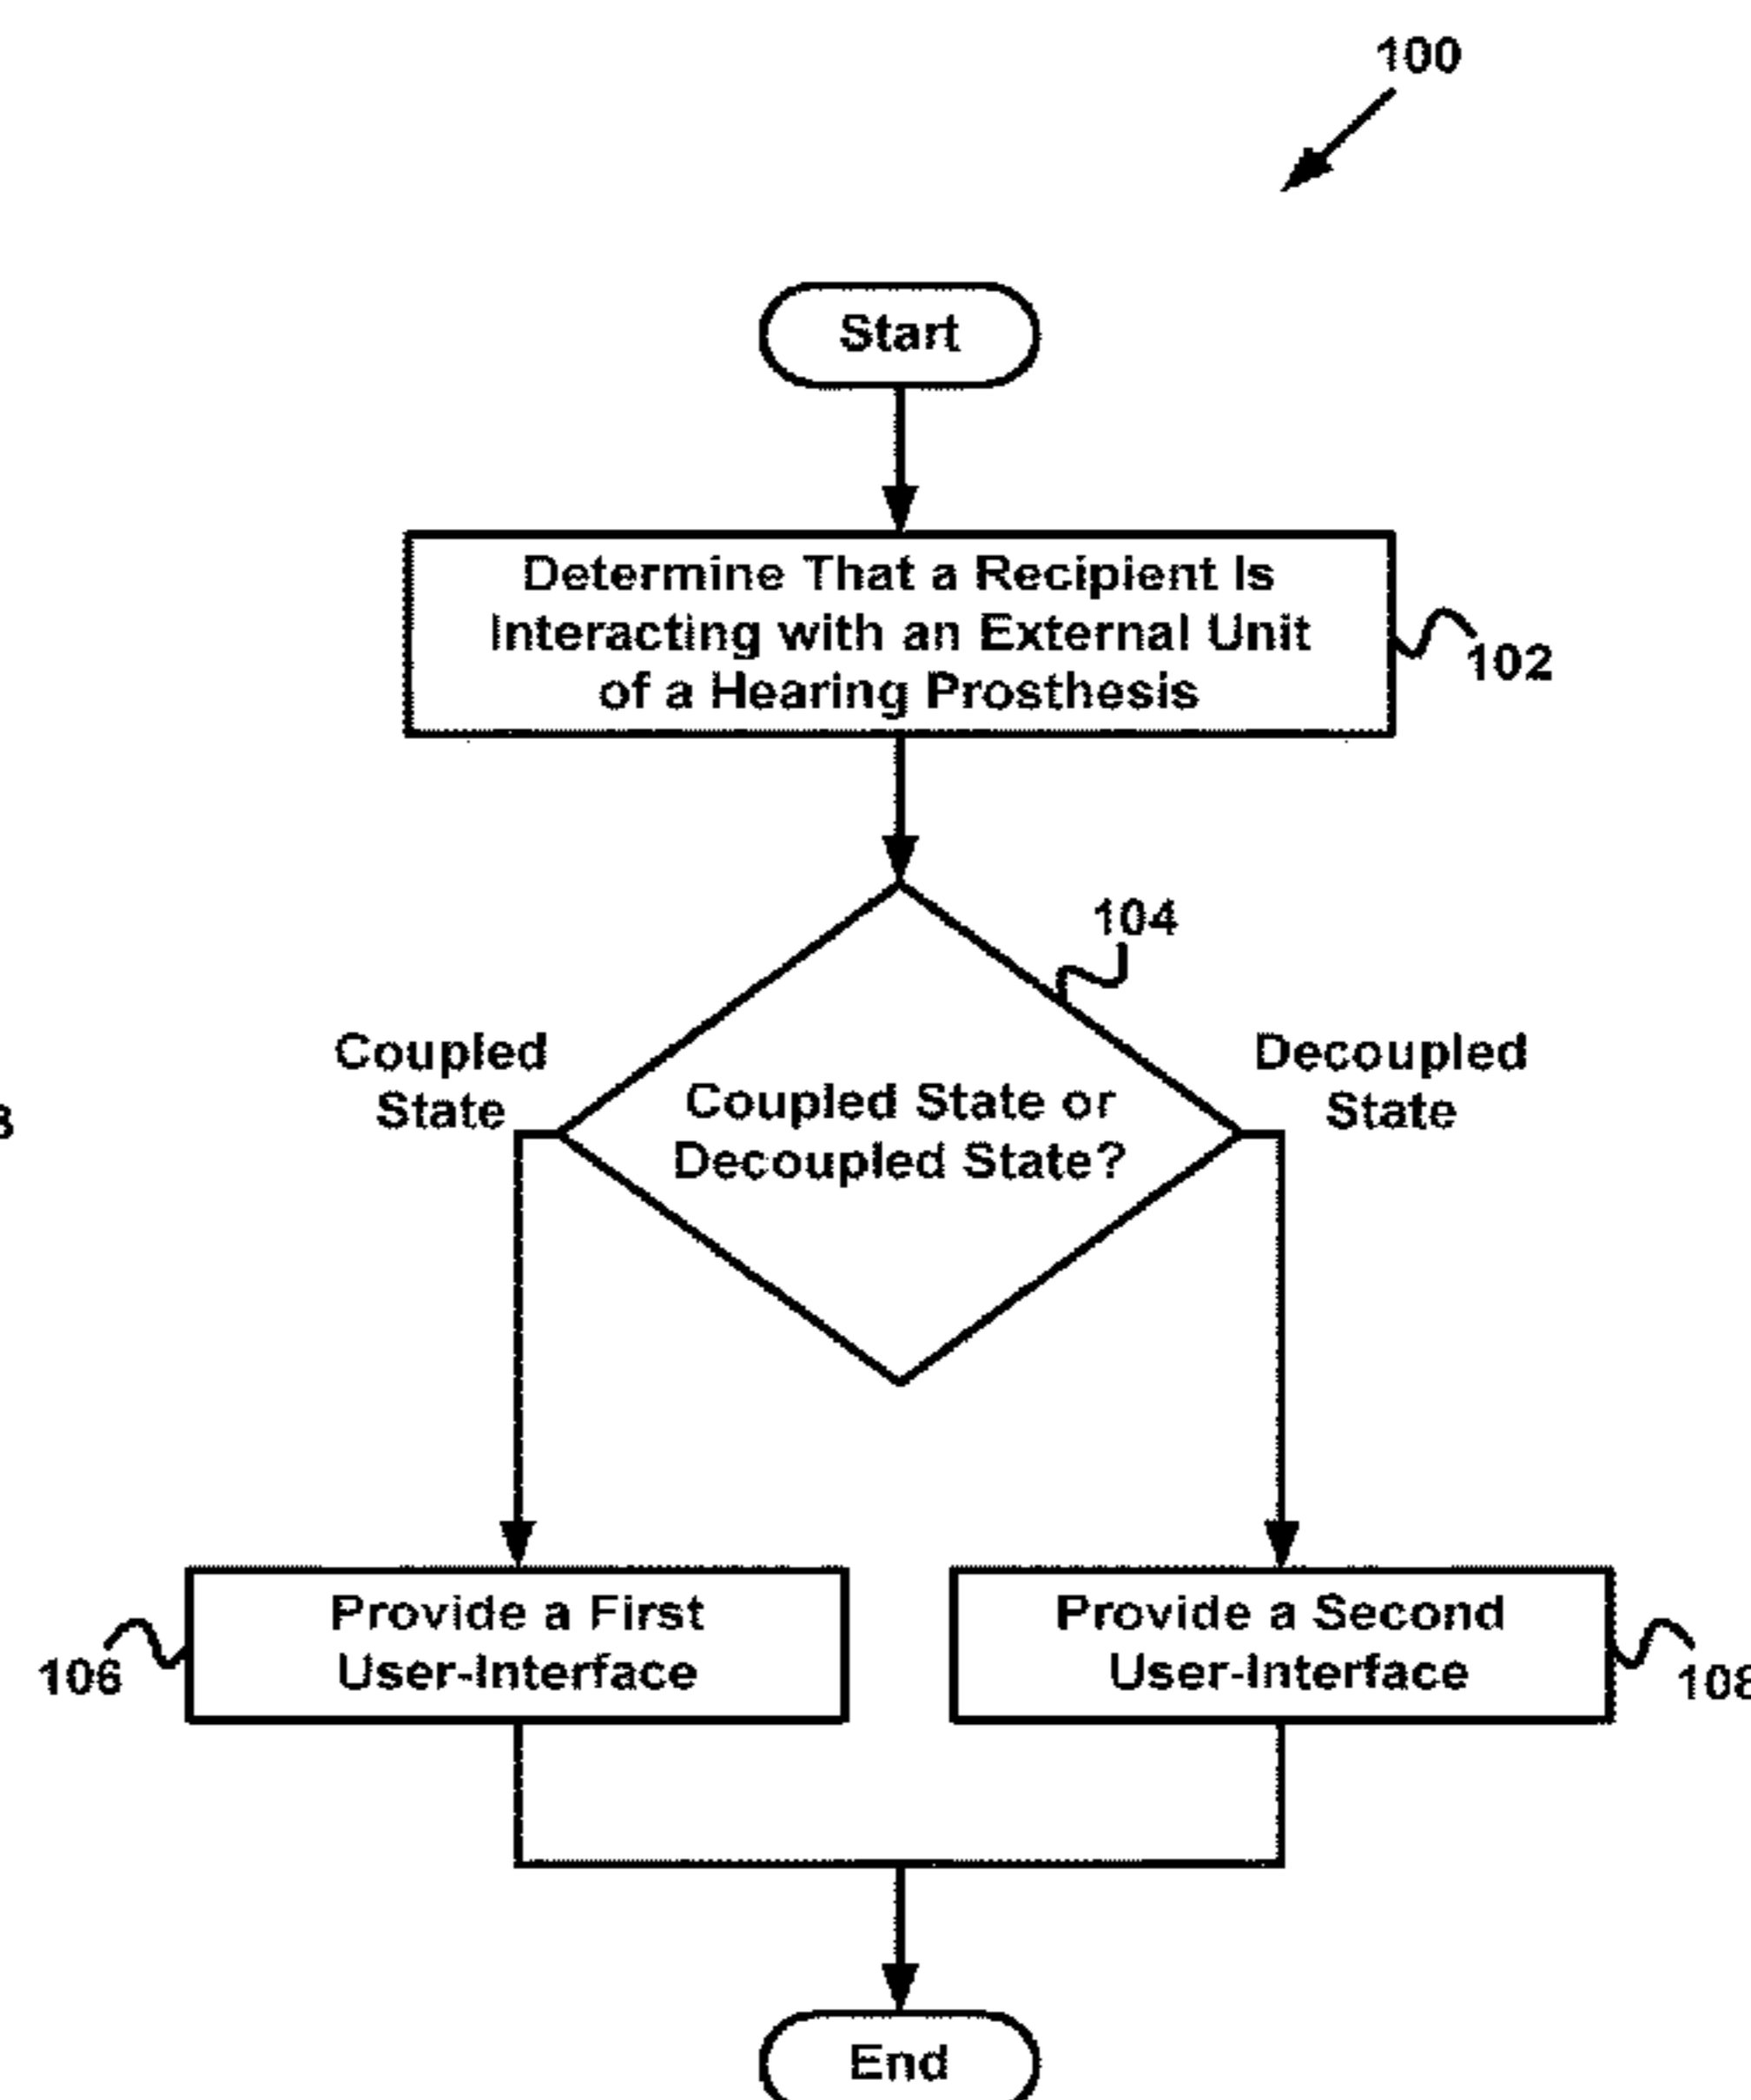 100
Start
Determine That a Recipient Is
Interacting with an External Unit
of a Hearing Prosthesis
102
104
Coupled
State
Decoupled
State
Coupled State or
Decoupled State?
Provide a First
User-Interface
106
Provide a Second
User-Interface
108
End